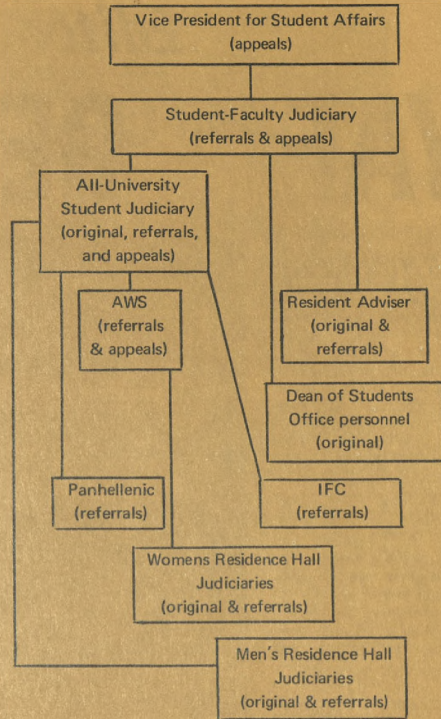 Vice President for Student Affairs
(appeals)
Student-Faculty Judiciary
(referrals & appeals)
All-University
Student Judiciary
(original, referrals,
and appeals)
AWS
(referrals
& appeals)
Resident Adviser
(original &
referrals)
Dean of Students
Office personnel
(original)
Panhellenic
(referrals)
IFC
(referrals)
Womens Residence Hall
Judiciaries
(original & referrals)
Men's Residence Hall
Judiciaries
(original & referrals)